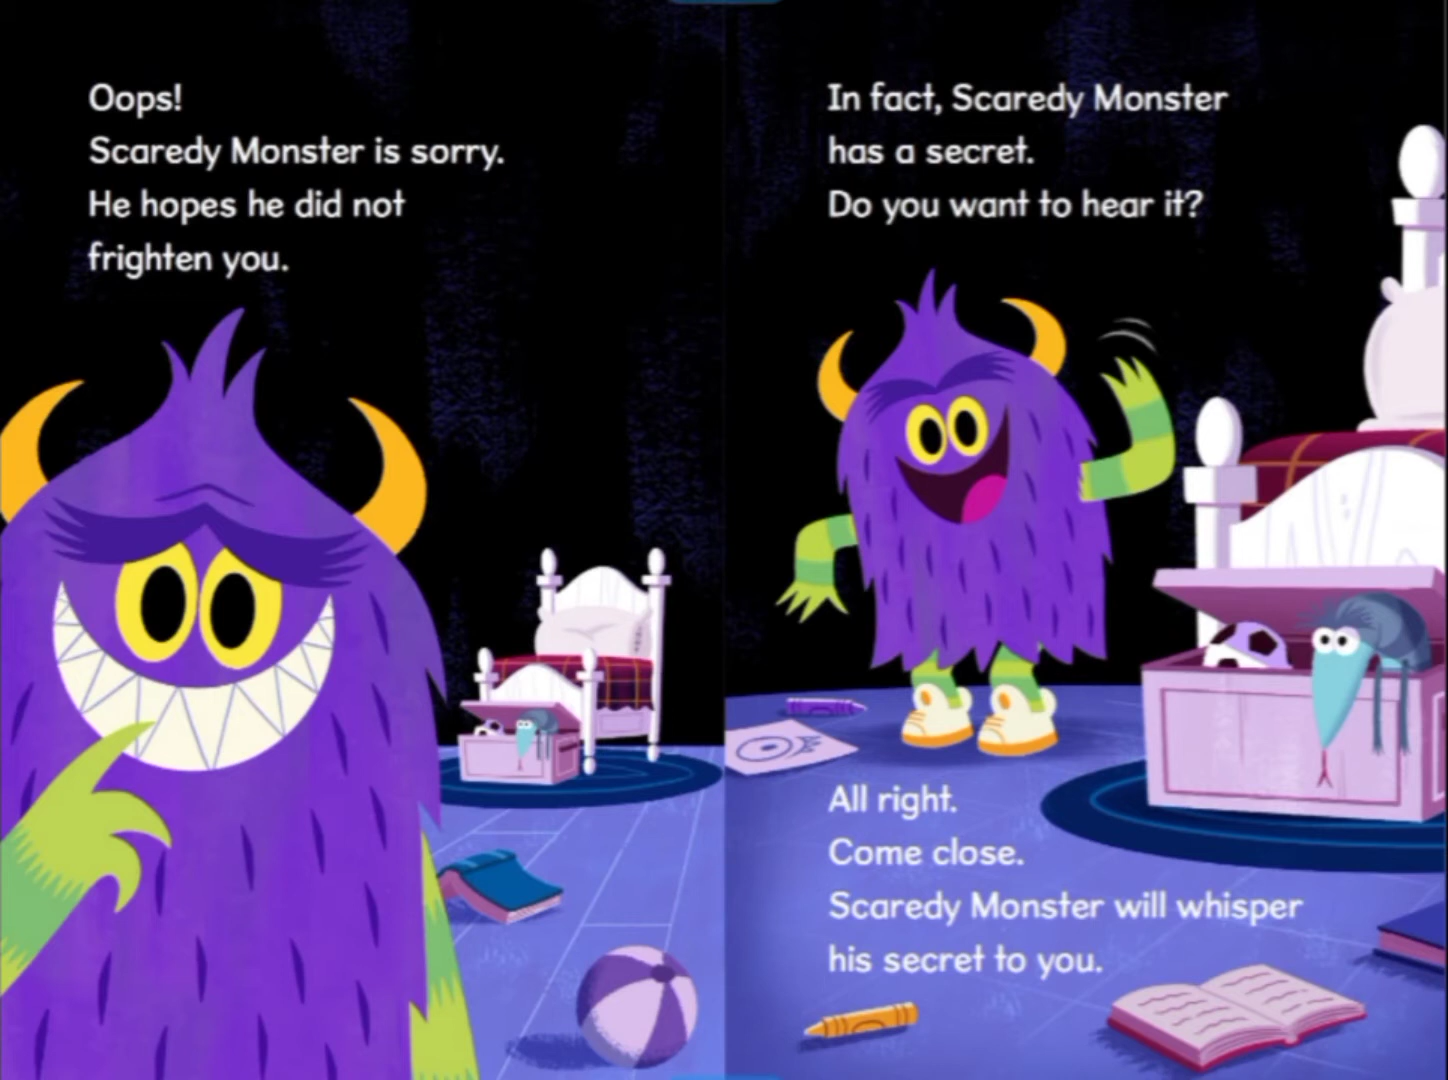 Oops!
Scaredy Monster is sorry.
He hopes he did not
frighten you.
In fact, Scaredy Monster
has a secret.
Do you want to hear it?
All right.
Come close.
Scaredy Monster will whisper
his secret to you.